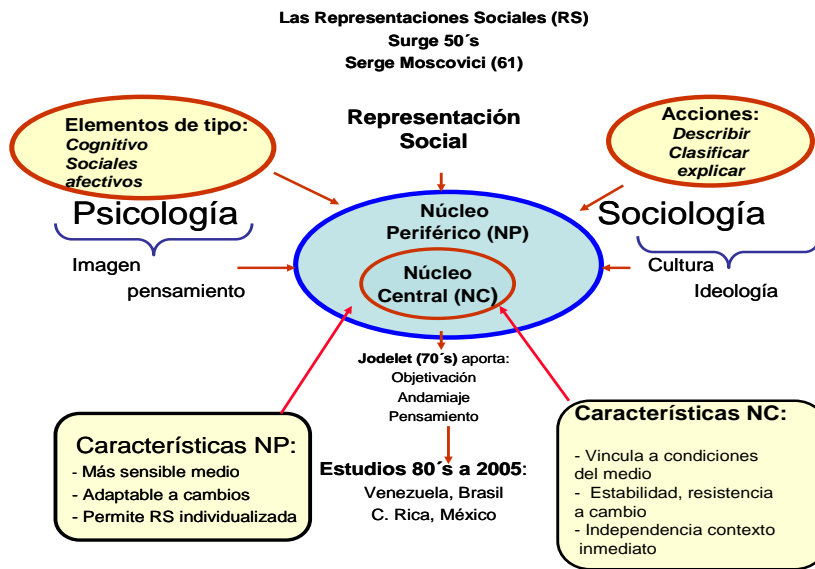 Las Representaciones Sociales (RS)
Surge 50´s
Serge Moscovici (61)
Elementos de tipo:
Cognitivo
Sociales
afectivos
Representación
Social
Acciones:
Describir
Clasificar
explicar
Psicología
Imagen
pensamiento
Núcleo
Periférico (NP)
Núcleo
Central (NC)
Sociología
Cultura
Ideología
Jodelet (70´s) aporta:
Objetivación
Andamiaje
Pensamiento
Características NP:
- Más sensible medio
- Adaptable a cambios
- Permite RS individualizada
Estudios 80´s a 2005:
Venezuela, Brasil
C. Rica, México
Características NC:
- Vincula a condiciones
del medio
- Estabilidad, resistencia
a cambio
- Independencia contexto
inmediato